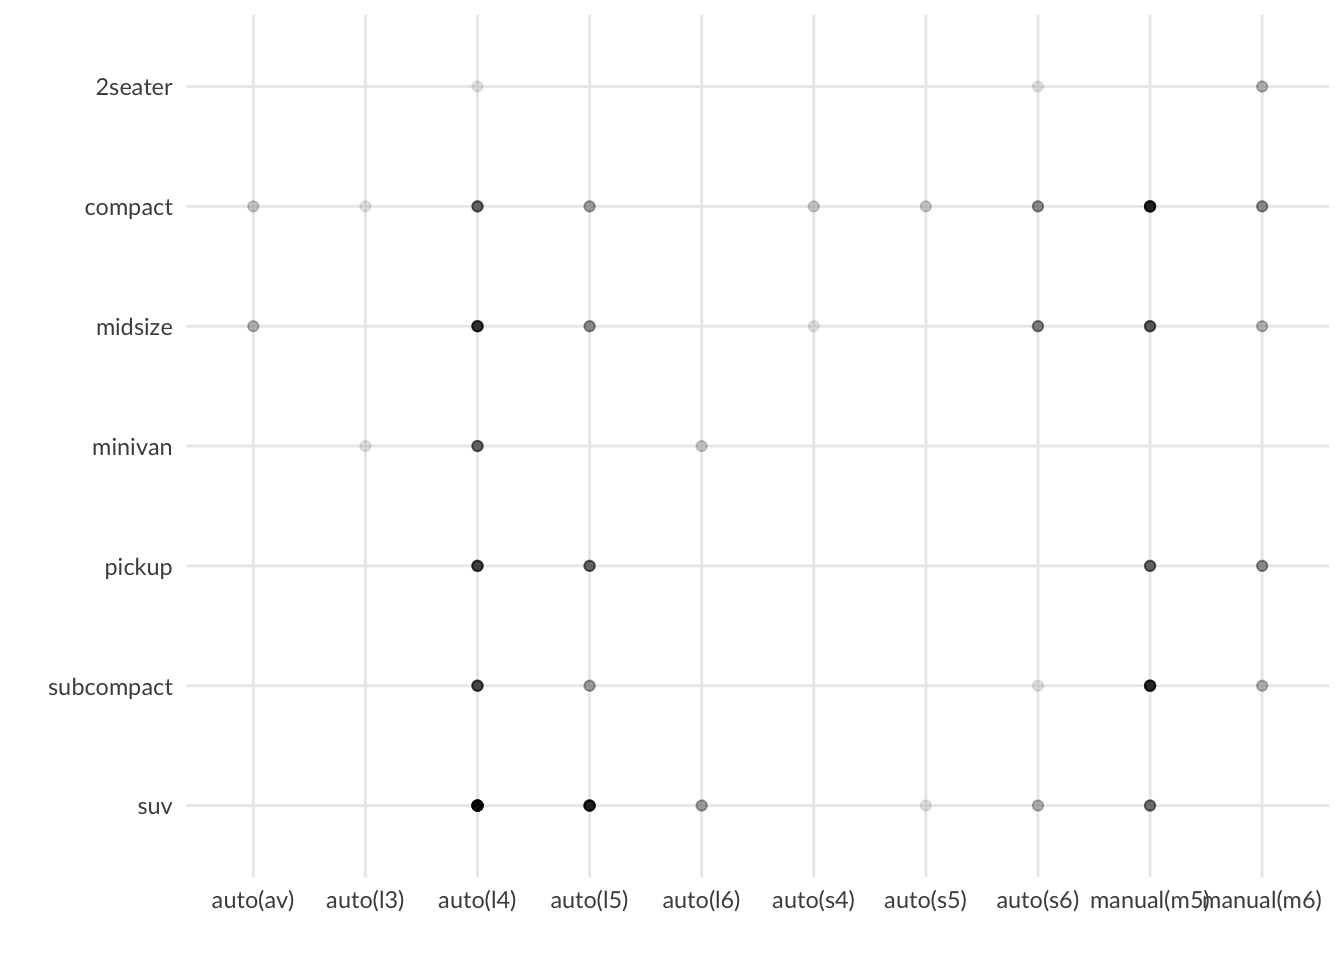 2seater
compact
midsize
minivan
pickup
subcompact
suv
auto(av) auto(l3) auto(l4) auto(l5) auto(l6) auto(s4) auto(s5) auto(s6) manual(m5) manual(m6)